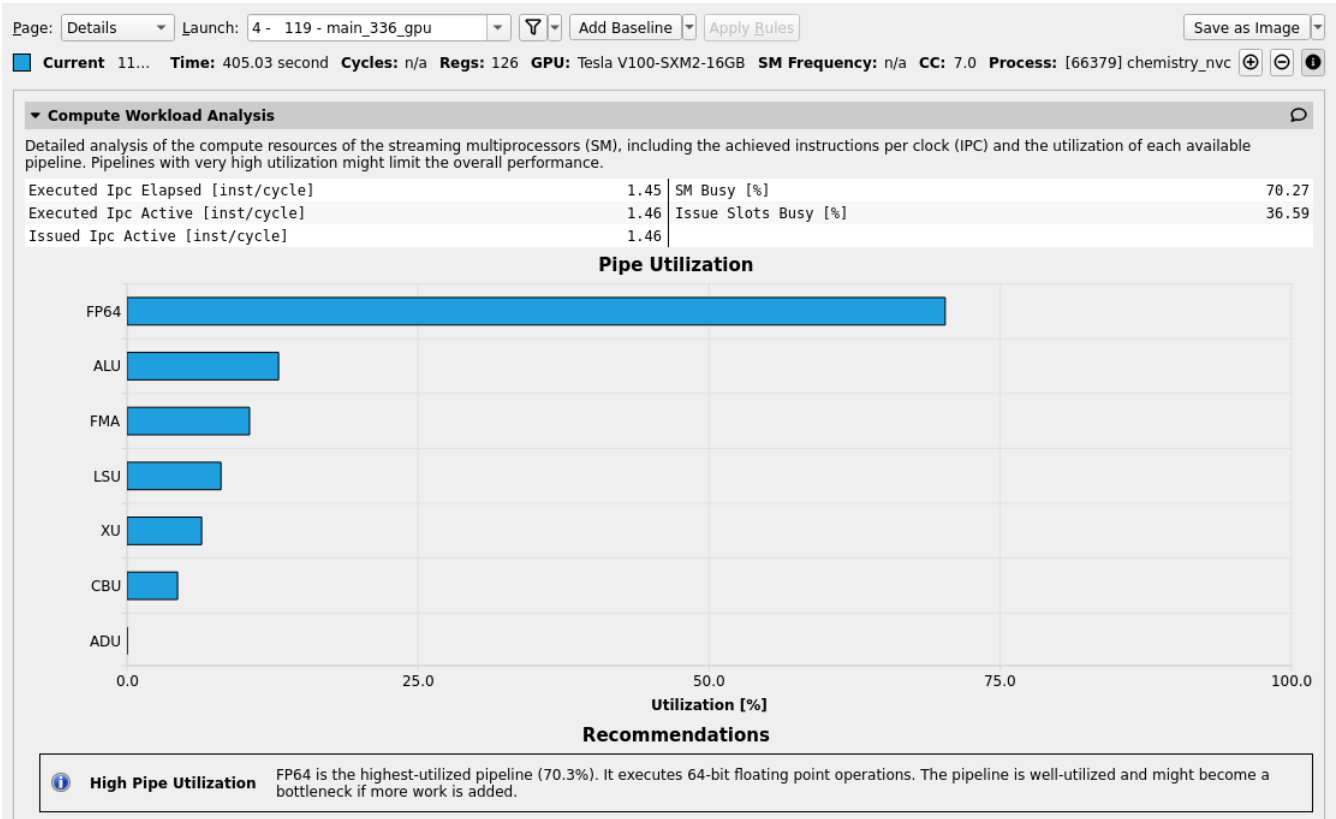 Page: Details Launch: 4 - 119 - main_336_gpu Add Baseline Apply Rules Save as Image
Current 11... Time: 405.03 second Cycles: n/a Regs: 126 GPU: Tesla V100-SXM2-16GB SM Frequency: n/a CC: 7.0 Process: [66379] chemistry_nvc
Compute Workload Analysis
Detailed analysis of the compute resources of the streaming multiprocessors (SM), including the achieved instructions per clock (IPC) and the utilization of each available
pipeline. Pipelines with very high utilization might limit the overall performance.
Executed Ipc Elapsed [inst/cycle] 1.45 SM Busy [%] 70.27
Executed Ipc Active [inst/cycle] 1.46 Issue Slots Busy [%] 36.59
Issued Ipc Active [inst/cycle] 1.46
Pipe Utilization
FP64
ALU
FMA
LSU
XU
CBU
ADU
0.0 25.0 50.0 75.0 100.0
Utilization [%]
Recommendations
High Pipe Utilization FP64 is the highest-utilized pipeline (70.3%). It executes 64-bit floating point operations. The pipeline is well-utilized and might become a
bottleneck if more work is added.